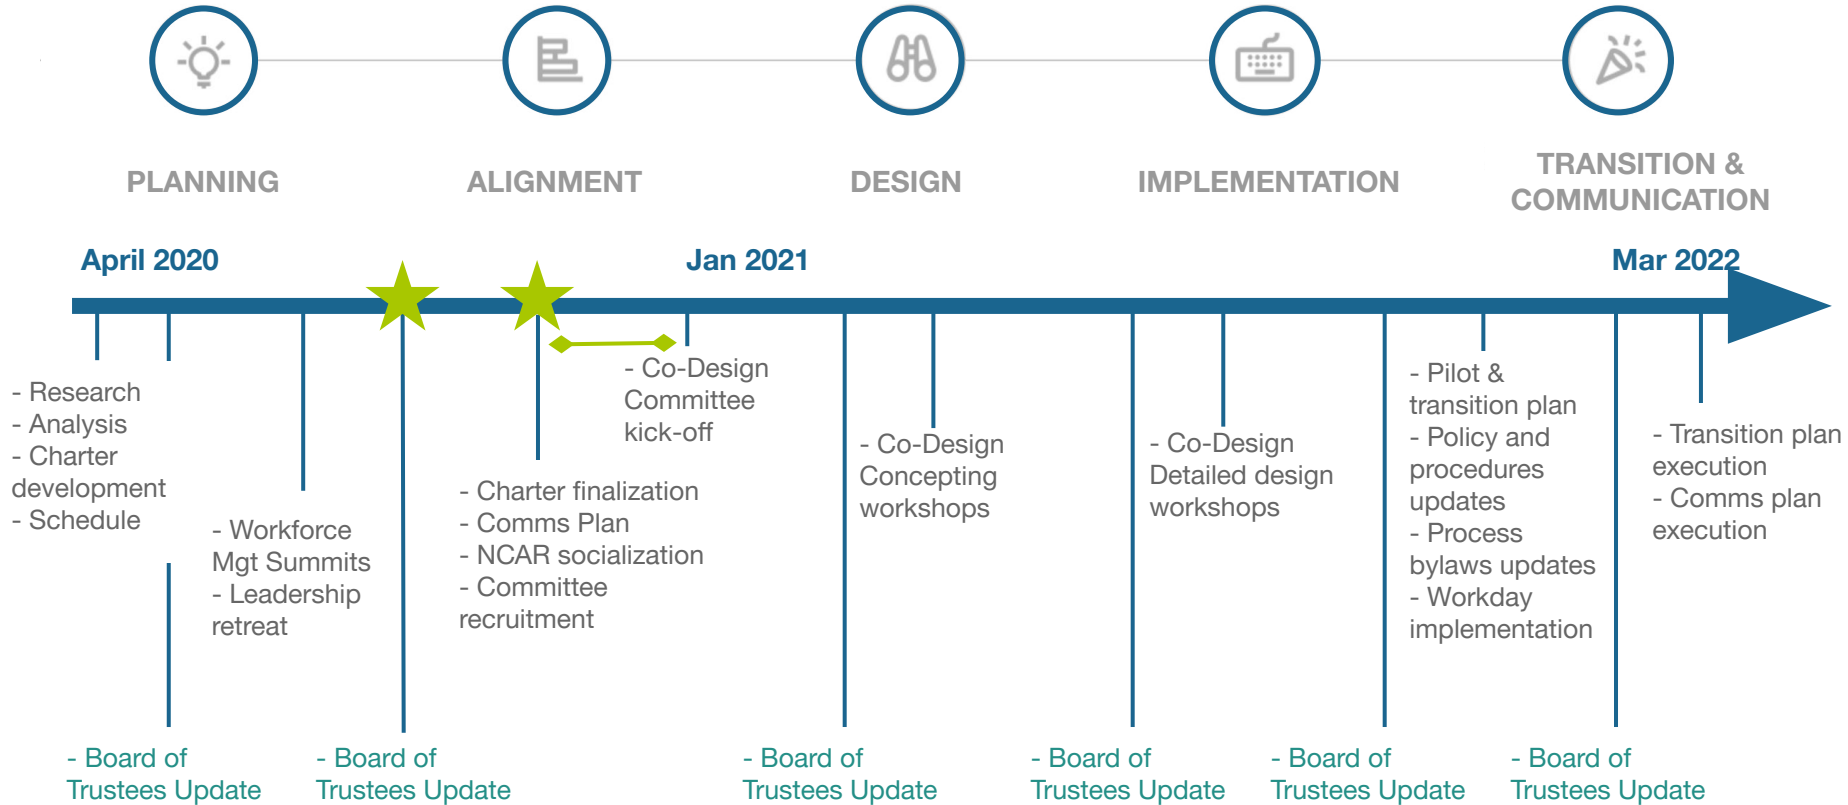 PLANNING
ALIGNMENT
DESIGN
IMPLEMENTATION
TRANSITION &
COMMUNICATION
April 2020
Jan 2021
Mar 2022
- Research
- Analysis
- Charter
development
- Schedule
- Workforce
Mgt Summits
- Leadership
retreat
- Charter finalization
- Comms Plan
- NCAR socialization
- Committee
recruitment
- Co-Design
Committee
kick-off
- Co-Design
Concepting
workshops
- Co-Design
Detailed design
workshops
- Pilot &
transition plan
- Policy and
procedures
updates
- Process
bylaws updates
- Workday
implementation
- Transition plan
execution
- Comms plan
execution
- Board of
Trustees Update
- Board of
Trustees Update
- Board of
Trustees Update
- Board of
Trustees Update
- Board of
Trustees Update
- Board of
Trustees Update